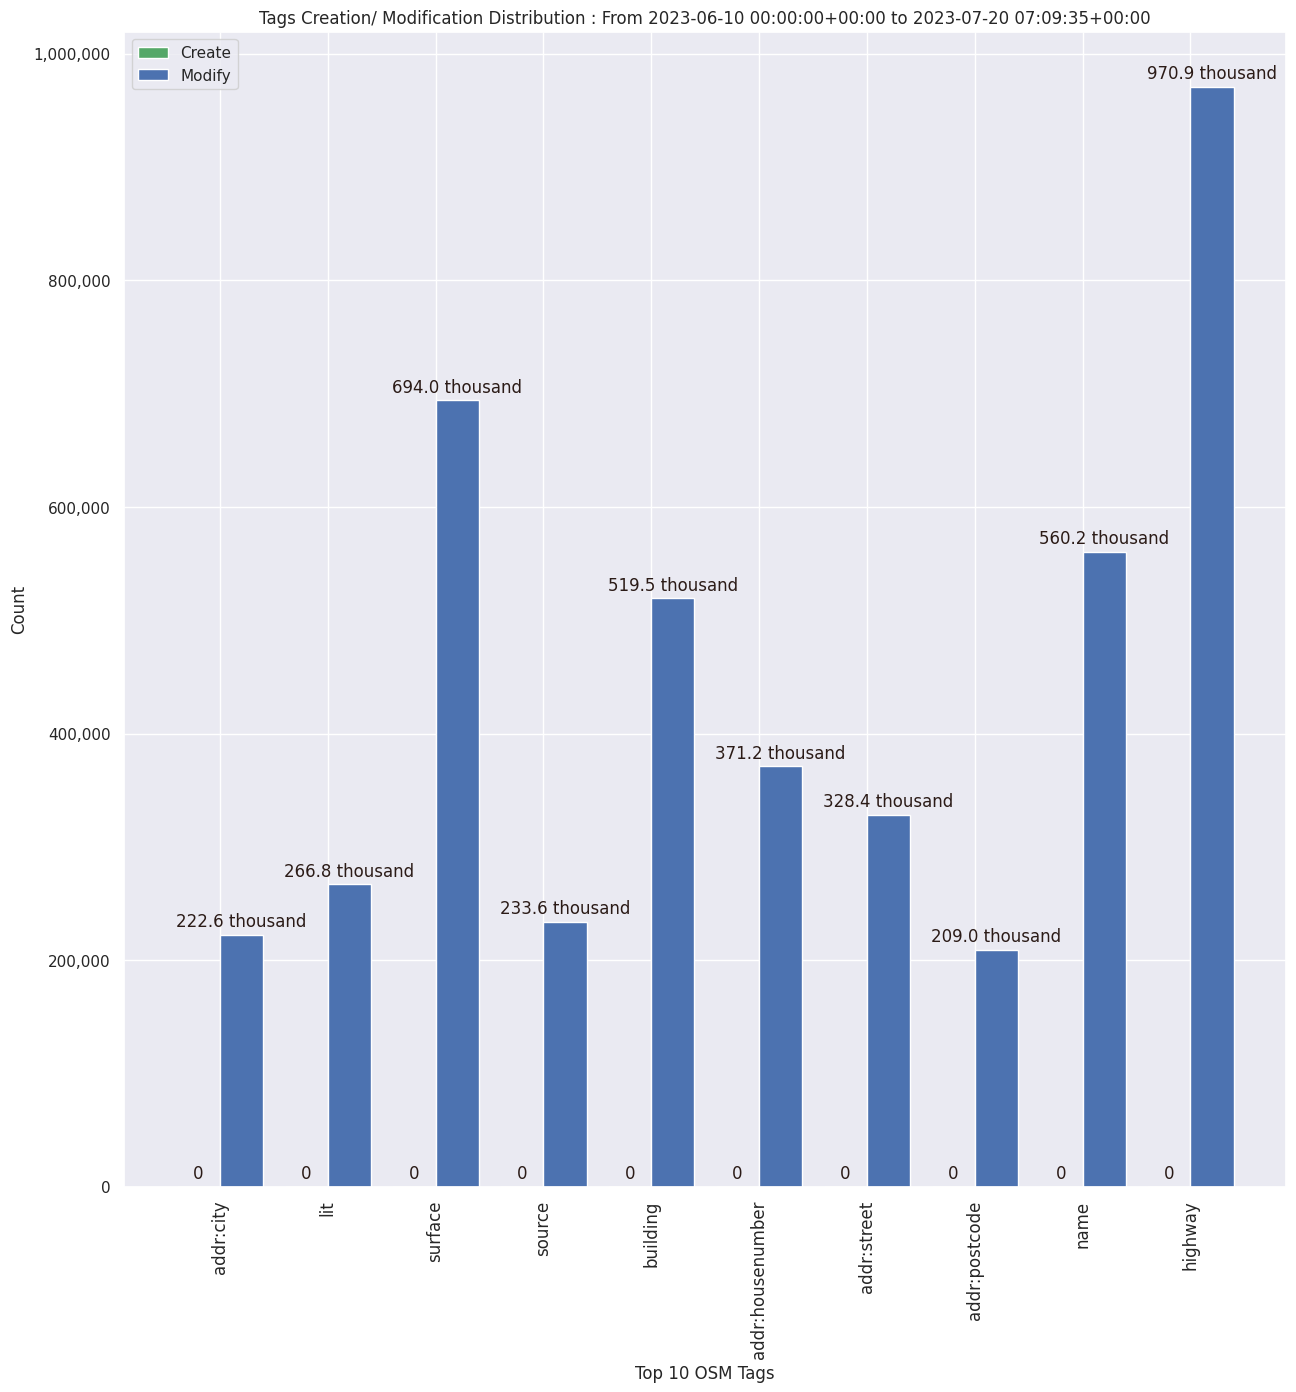 Tags Creation/ Modification Distribution : From 2023-06-10 00:00:00+00:00 to 2023-07-20 07:09:35+00:00
Create
Modify
1,000,000
800,000
600,000
400,000
200,000
0
Count
970.9 thousand
694.0 thousand
560.2 thousand
519.5 thousand
371.2 thousand
328.4 thousand
266.8 thousand
233.6 thousand
222.6 thousand
209.0 thousand
0 0 0 0 0 0 0 0 0 0
addr:city
lit
surface
source
building
addr:housenumber
addr:street
addr:postcode
name
highway
Top 10 OSM Tags